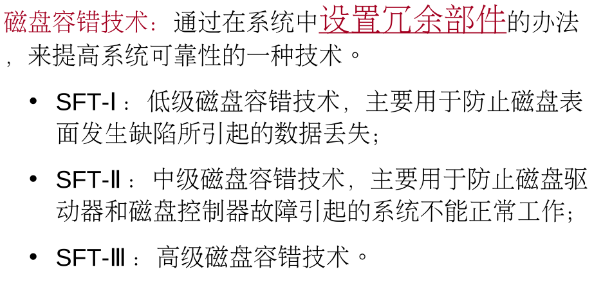 磁盘容错技术：通过在系统中设置冗余部件的办法
，来提高系统可靠性的一种技术。
• SFT-Ⅰ：低级磁盘容错技术，主要用于防止磁盘表
面发生缺陷所引起的数据丢失；
• SFT-Ⅱ：中级磁盘容错技术，主要用于防止磁盘驱
动器和磁盘控制器故障引起的系统不能正常工作；
• SFT-Ⅲ：高级磁盘容错技术。